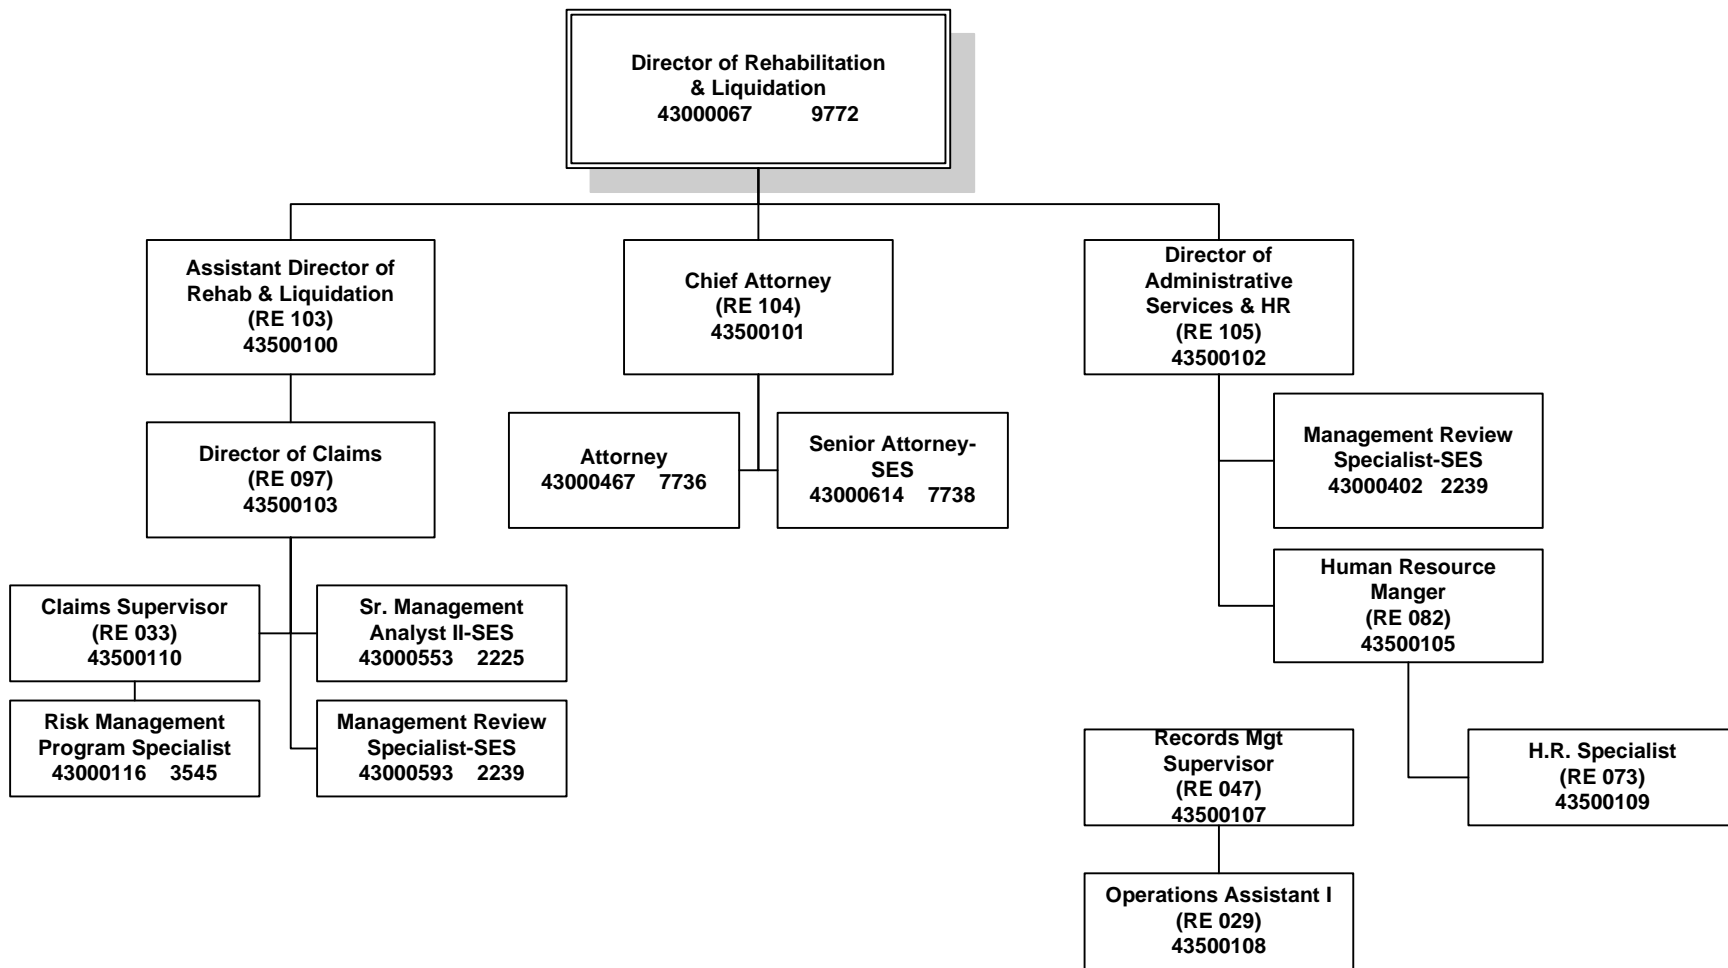 Director of Rehabilitation
& Liquidation
43000067 9772
Assistant Director of
Rehab & Liquidation
(RE 103)
43500100
Chief Attorney
(RE 104)
43500101
Director of
Administrative
Services & HR
(RE 105)
43500102
Director of Claims
(RE 097)
43500103
Attorney
43000467 7736
Senior Attorney-
SES
43000614 7738
Management Review
Specialist-SES
43000402 2239
Human Resource
Manger
(RE 082)
43500105
Claims Supervisor
(RE 033)
43500110
Sr. Management
Analyst II-SES
43000553 2225
Risk Management
Program Specialist
43000116 3545
Management Review
Specialist-SES
43000593 2239
Records Mgt
Supervisor
(RE 047)
43500107
H.R. Specialist
(RE 073)
43500109
Operations Assistant I
(RE 029)
43500108